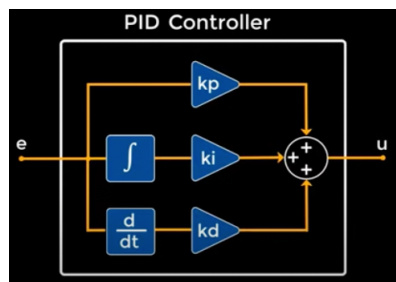 PID Controller
kp
e
∫
ki
+
+
+
u
d
dt
kd